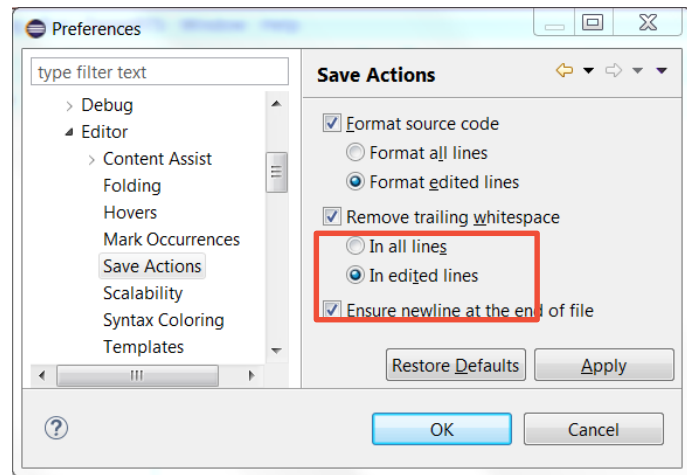 Preferences
type filter text
Debug
Editor
Content Assist
Folding
Hovers
Mark Occurrences
Save Actions
Scalability
Syntax Coloring
Templates
Save Actions
Format source code
Format all lines
Format edited lines
Remove trailing whitespace
In all lines
In edited lines
Ensure newline at the end of file
Restore Defaults
Apply
OK
Cancel